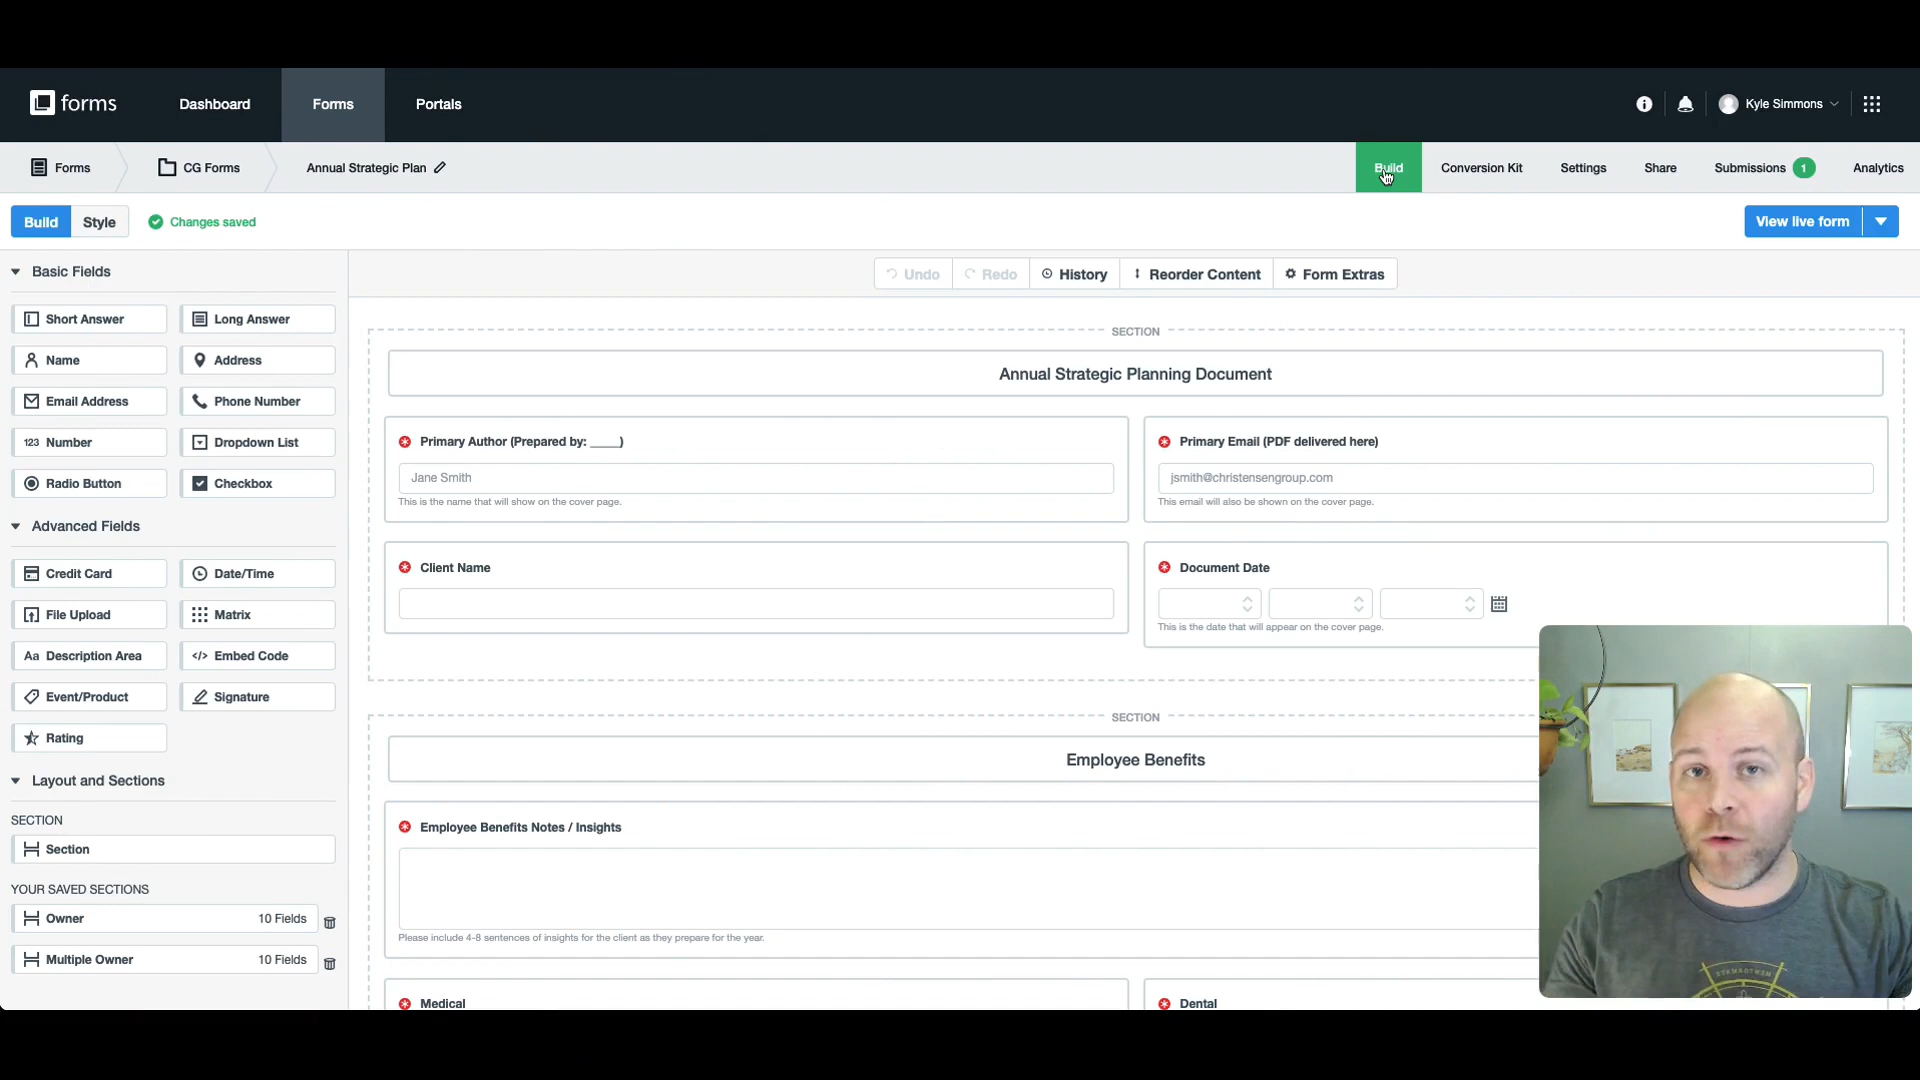 forms
Dashboard
Forms
Portals
Kyle Simmons
Forms
CG Forms
Annual Strategic Plan
Build
Conversion Kit
Settings
Share
Submissions 1
Analytics
Build
Style
Changes saved
View live form
Basic Fields
Short Answer
Long Answer
Name
Address
Email Address
Phone Number
123 Number
Dropdown List
Radio Button
Checkbox
Advanced Fields
Credit Card
Date/Time
File Upload
Matrix
Aa Description Area
</> Embed Code
Event/Product
Signature
Rating
Layout and Sections
SECTION
Section
YOUR SAVED SECTIONS
Owner 10 Fields
Multiple Owner 10 Fields
Undo
Redo
History
Reorder Content
Form Extras
SECTION
Annual Strategic Planning Document
Primary Author (Prepared by: _____)
Jane Smith
This is the name that will show on the cover page.
Primary Email (PDF delivered here)
jsmith@christensengroup.com
This email will also be shown on the cover page.
Client Name
Document Date
This is the date that will appear on the cover page.
SECTION
Employee Benefits
Employee Benefits Notes / Insights
Please include 4-8 sentences of insights for the client as they prepare for the year.
Medical
Dental